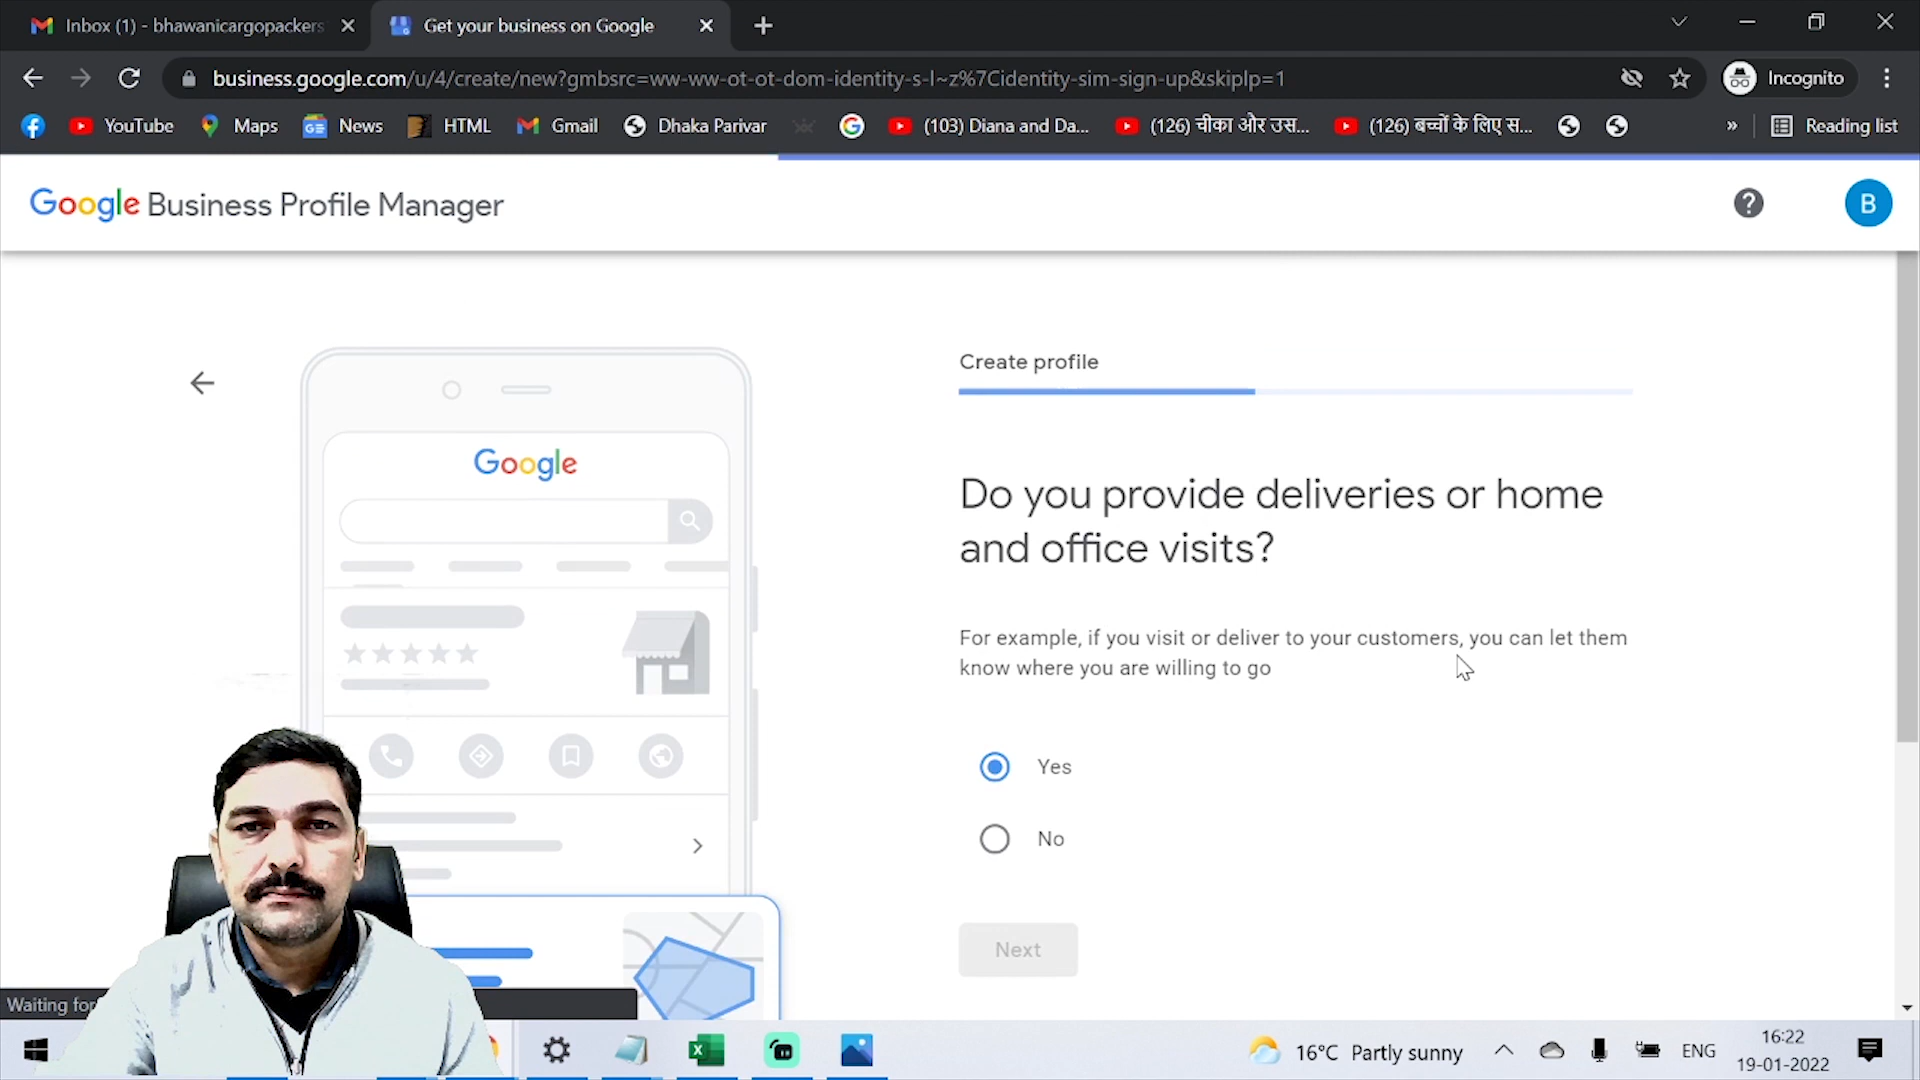 Inbox (1) - bhawanicargopackers
Get your business on Google
business.google.com/u/4/create/new?gmbsrc=ww-ww-ot-ot-dom-identity-s-l~z%7Cidentity-sim-sign-up&skiplp=1
Incognito
YouTube
Maps
News
HTML
Gmail
Dhaka Parivar
(103) Diana and Da...
(126) चीका और उस...
(126) बच्चों के लिए स...
»
Reading list
Google Business Profile Manager
B
Create profile
Google
Do you provide deliveries or home
and office visits?
For example, if you visit or deliver to your customers, you can let them
know where you are willing to go
Yes
No
Next
Waiting for
16°C Partly sunny
ENG
16:22
19-01-2022